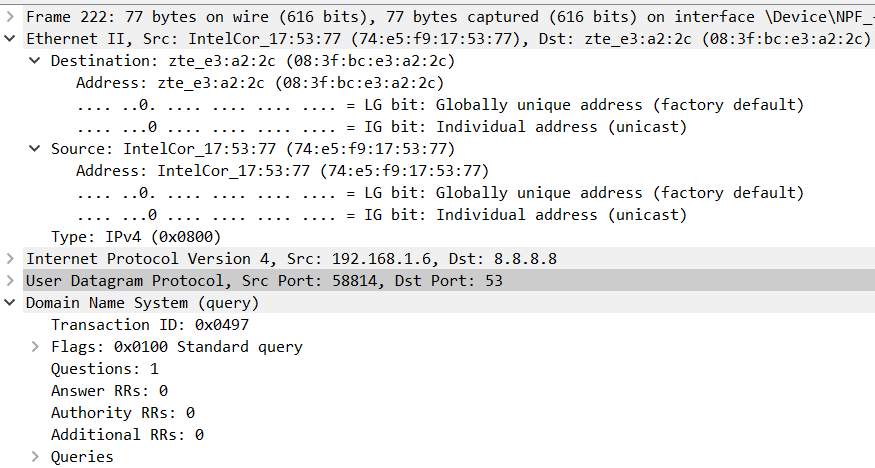 Frame 222: 77 bytes on wire (616 bits), 77 bytes captured (616 bits) on interface \Device\NPF_
Ethernet II, Src: IntelCor_17:53:77 (74:e5:f9:17:53:77), Dst: zte_e3:a2:2c (08:3f:bc:e3:a2:2c)
Destination: zte_e3:a2:2c (08:3f:bc:e3:a2:2c)
Address: zte_e3:a2:2c (08:3f:bc:e3:a2:2c)
.... ..0. .... .... .... .... = LG bit: Globally unique address (factory default)
.... ...0 .... .... .... .... = IG bit: Individual address (unicast)
Source: IntelCor_17:53:77 (74:e5:f9:17:53:77)
Address: IntelCor_17:53:77 (74:e5:f9:17:53:77)
.... ..0. .... .... .... .... = LG bit: Globally unique address (factory default)
.... ...0 .... .... .... .... = IG bit: Individual address (unicast)
Type: IPv4 (0x0800)
Internet Protocol Version 4, Src: 192.168.1.6, Dst: 8.8.8.8
User Datagram Protocol, Src Port: 58814, Dst Port: 53
Domain Name System (query)
Transaction ID: 0x0497
Flags: 0x0100 Standard query
Questions: 1
Answer RRs: 0
Authority RRs: 0
Additional RRs: 0
Queries